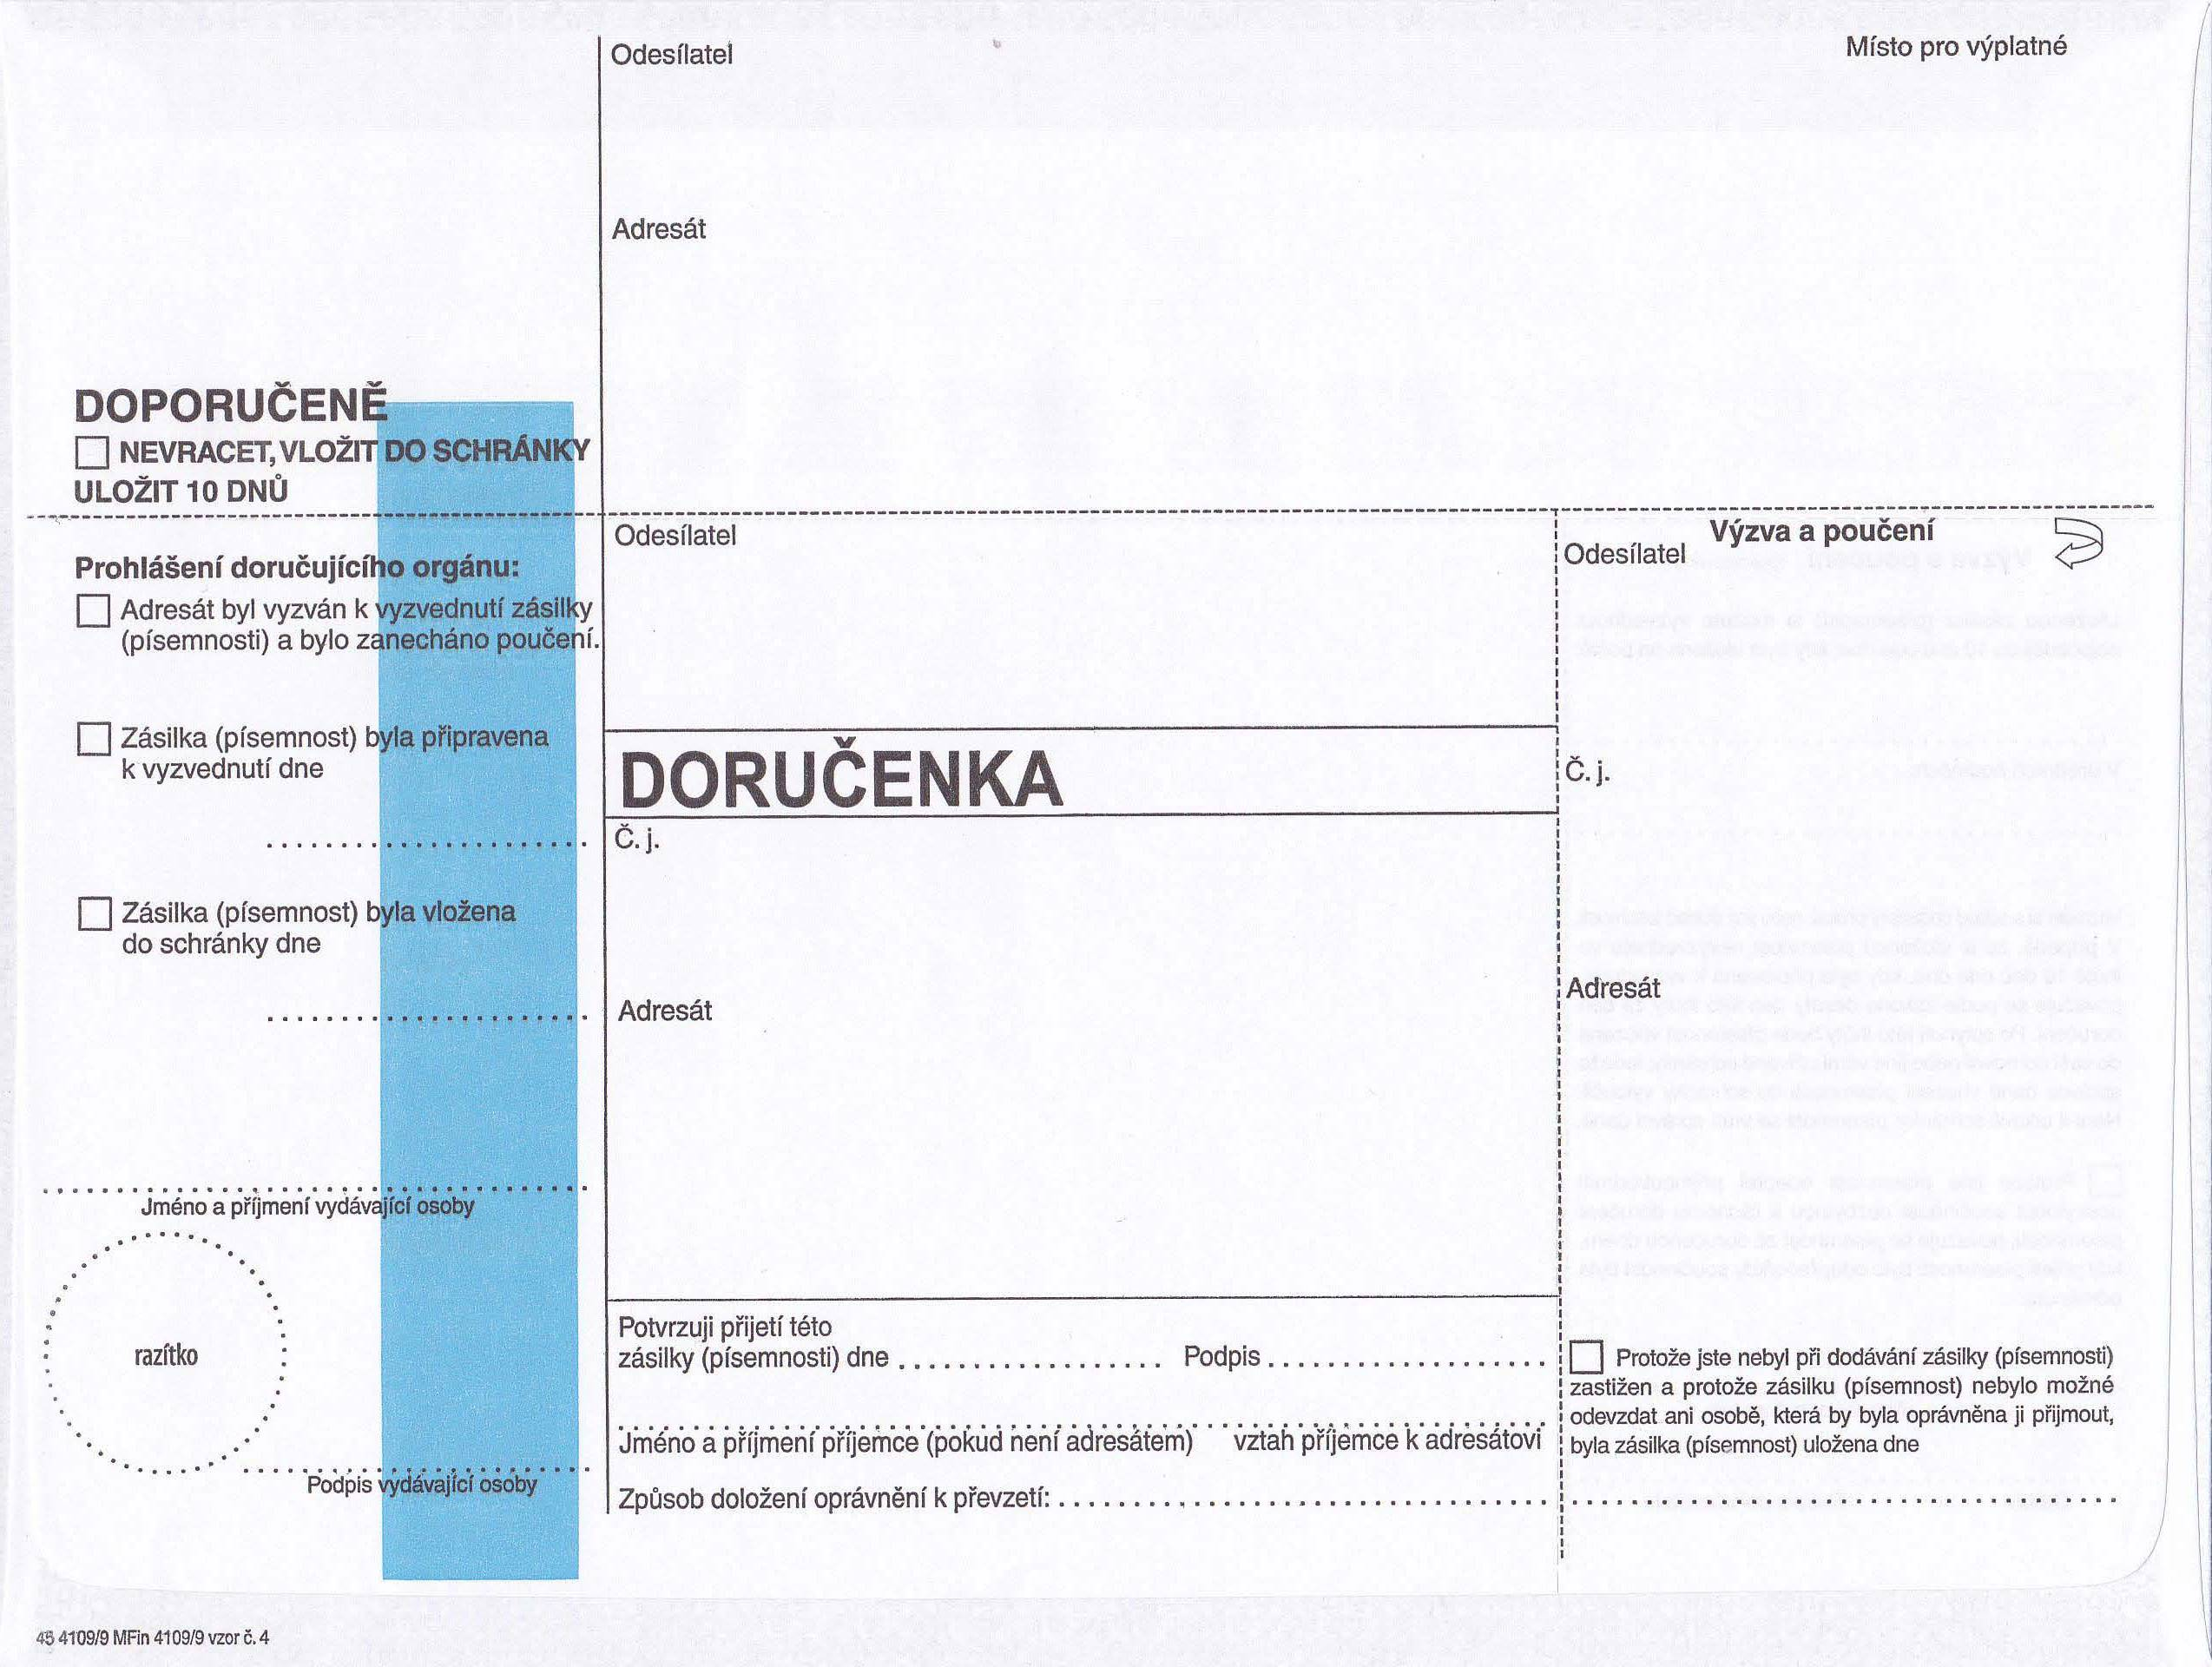 Odesílatel
Místo pro výplatné
Adresát
DOPORUČENĚ
NEVRACET, VLOŽIT DO SCHRÁNKY
ULOŽIT 10 DNŮ
Prohlášení doručujícího orgánu:
Adresát byl vyzván k vyzvednutí zásilky
(písemnosti) a bylo zanecháno poučení.
Zásilka (písemnost) byla připravena
k vyzvednutí dne
Zásilka (písemnost) byla vložena
do schránky dne
Jméno a příjmení vydávající osoby
razítko
Podpis vydávající osoby
Odesílatel
DORUČENKA
Č. j.
Adresát
Potvrzuji přijetí této
zásilky (písemnosti) dne . . . . . . . . . . . . . . . . . . Podpis . . . . . . . . . . . . . . . . . . .
Jméno a příjmení příjemce (pokud není adresátem) vztah příjemce k adresátovi
Způsob doložení oprávnění k převzetí: . . . . . . . . . . . . . . . . . . . . . . . . . . . . . . . .
Výzva a poučení
Odesílatel
Č. j.
Adresát
Protože jste nebyl při dodávání zásilky (písemnosti)
zastižen a protože zásilku (písemnost) nebylo možné
odevzdat ani osobě, která by byla oprávněna ji přijmout,
byla zásilka (písemnost) uložena dne
45 4109/9 MFin 4109/9 vzor č. 4